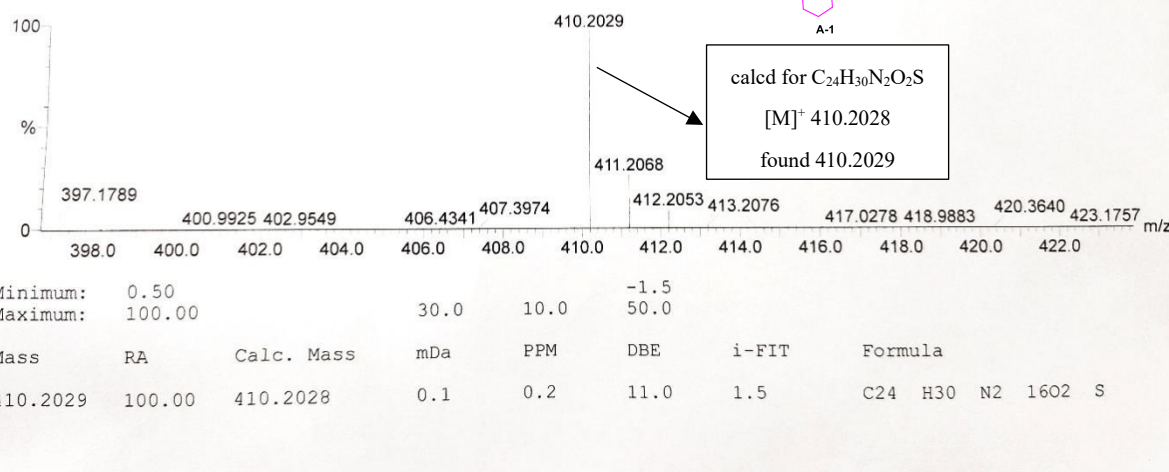 A-1
100
410.2029
calcd for C₂₄H₃₀N₂O₂S
[M]⁺ 410.2028
found 410.2029
%
411.2068
397.1789
412.2053 413.2076
400.9925 402.9549 406.4341 407.3974 417.0278 418.9883 420.3640 423.1757
0
m/z
398.0 400.0 402.0 404.0 406.0 408.0 410.0 412.0 414.0 416.0 418.0 420.0 422.0
Minimum: 0.50 -1.5
Maximum: 100.00 30.0 10.0 50.0
Mass RA Calc. Mass mDa PPM DBE i-FIT Formula
410.2029 100.00 410.2028 0.1 0.2 11.0 1.5 C24 H30 N2 16O2 S